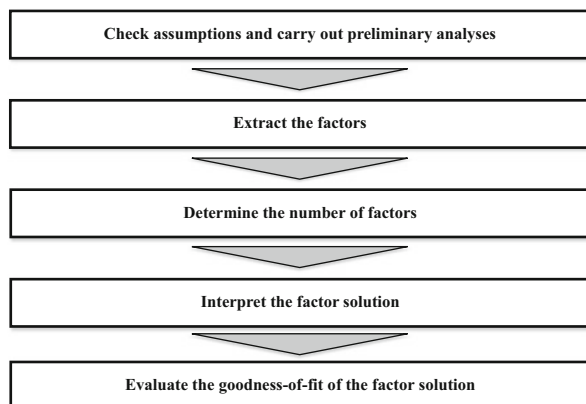 Check assumptions and carry out preliminary analyses
Extract the factors
Determine the number of factors
Interpret the factor solution
Evaluate the goodness-of-fit of the factor solution